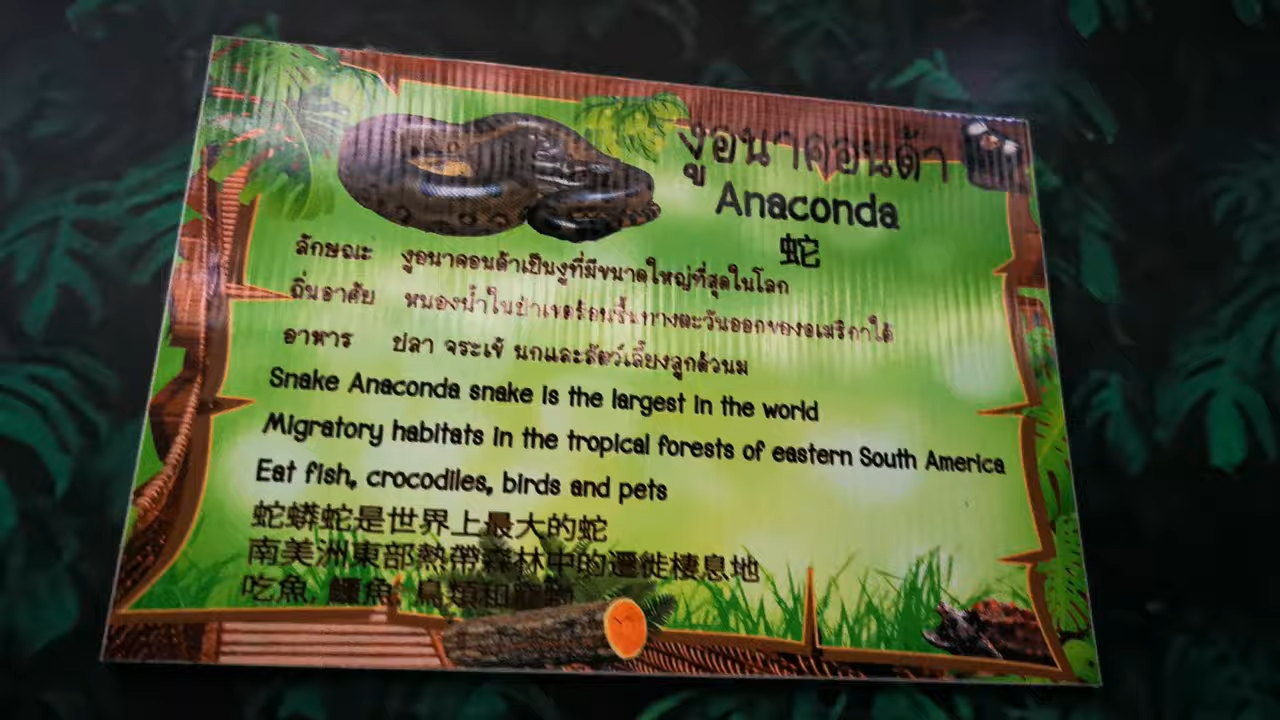 งูอนาคอนด้า
Anaconda
蛇
ลักษณะ งูอนาคอนด้าเป็นงูที่มีขนาดใหญ่ที่สุดในโลก
ถิ่นอาศัย หนองน้ำในป่าเขตร้อนชื้นทางตะวันออกของอเมริกาใต้
อาหาร ปลา จระเข้ นกและสัตว์เลี้ยงลูกด้วนม
Snake Anaconda snake is the largest in the world
Migratory habitats in the tropical forests of eastern South America
Eat fish, crocodiles, birds and pets
蛇蟒蛇是世界上最大的蛇
南美洲東部熱帶森林中的遷徙棲息地
吃魚, 鱷魚, 鳥類和